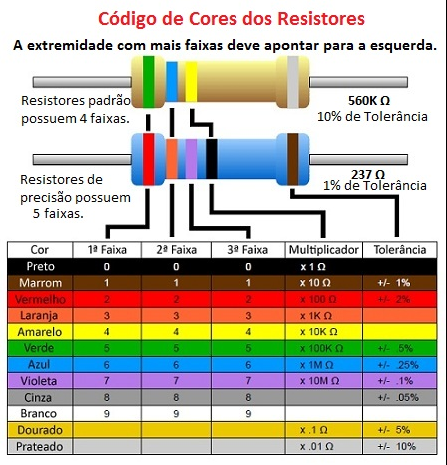 Código de Cores dos Resistores
A extremidade com mais faixas deve apontar para a esquerda.
Resistores padrão
possuem 4 faixas.
560K Ω
10% de Tolerância
Resistores de
precisão possuem
5 faixas.
237 Ω
1% de Tolerância
Cor 1ª Faixa 2ª Faixa 3ª Faixa Multiplicador Tolerância
Preto 0 0 0 x 1 Ω
Marrom 1 1 1 x 10 Ω +/- 1%
Vermelho 2 2 2 x 100 Ω +/- 2%
Laranja 3 3 3 x 1K Ω
Amarelo 4 4 4 x 10K Ω
Verde 5 5 5 x 100K Ω +/- .5%
Azul 6 6 6 x 1M Ω +/- .25%
Violeta 7 7 7 x 10M Ω +/- .1%
Cinza 8 8 8 +/- .05%
Branco 9 9 9
Dourado x .1 Ω +/- 5%
Prateado x .01 Ω +/- 10%